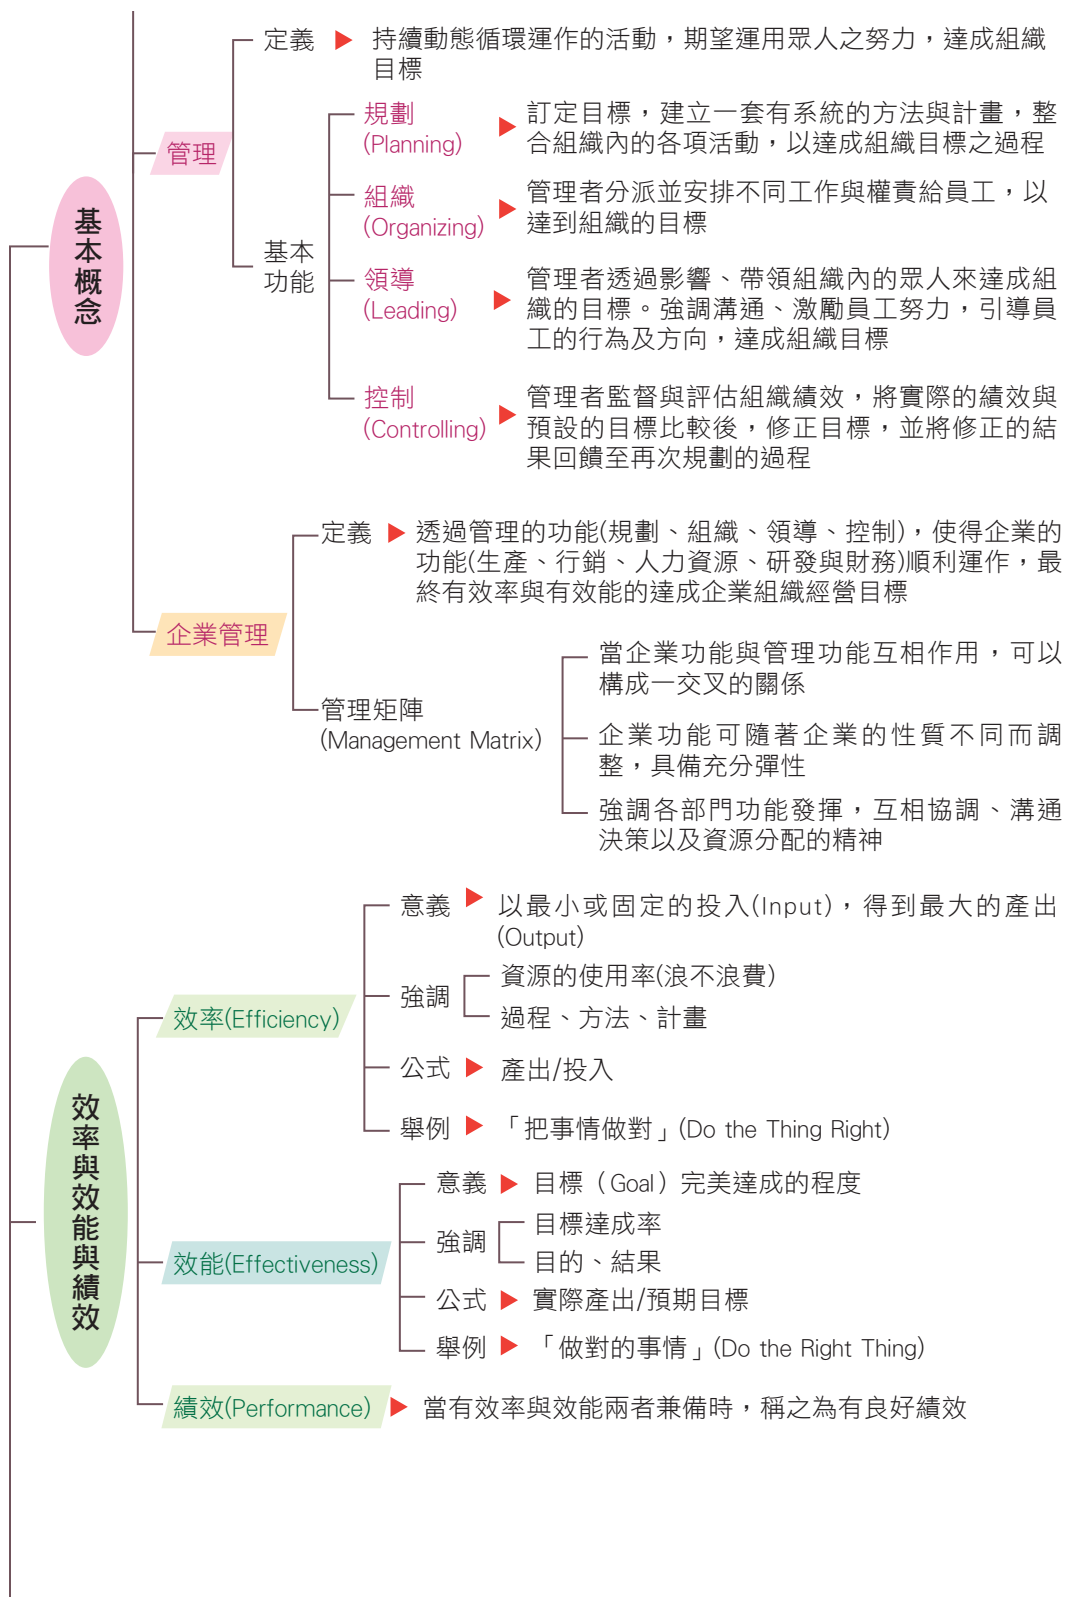 基本概念
管理
定義
持續動態循環運作的活動，期望運用眾人之努力，達成組織
目標
基本
功能
規劃
(Planning)
訂定目標，建立一套有系統的方法與計畫，整
合組織內的各項活動，以達成組織目標之過程
組織
(Organizing)
管理者分派並安排不同工作與權責給員工，以
達到組織的目標
領導
(Leading)
管理者透過影響、帶領組織內的眾人來達成組
織的目標。強調溝通、激勵員工努力，引導員
工的行為及方向，達成組織目標
控制
(Controlling)
管理者監督與評估組織績效，將實際的績效與
預設的目標比較後，修正目標，並將修正的結
果回饋至再次規劃的過程
企業管理
定義
透過管理的功能(規劃、組織、領導、控制)，使得企業的
功能(生產、行銷、人力資源、研發與財務)順利運作，最
終有效率與有效能的達成企業組織經營目標
管理矩陣
(Management Matrix)
當企業功能與管理功能互相作用，可以
構成一交叉的關係
企業功能可隨著企業的性質不同而調
整，具備充分彈性
強調各部門功能發揮，互相協調、溝通
決策以及資源分配的精神
效率與效能與績效
效率(Efficiency)
意義
以最小或固定的投入(Input)，得到最大的產出
(Output)
強調
資源的使用率(浪不浪費)
過程、方法、計畫
公式
產出/投入
舉例
「把事情做對」(Do the Thing Right)
效能(Effectiveness)
意義
目標（Goal）完美達成的程度
強調
目標達成率
目的、結果
公式
實際產出/預期目標
舉例
「做對的事情」(Do the Right Thing)
績效(Performance)
當有效率與效能兩者兼備時，稱之為有良好績效